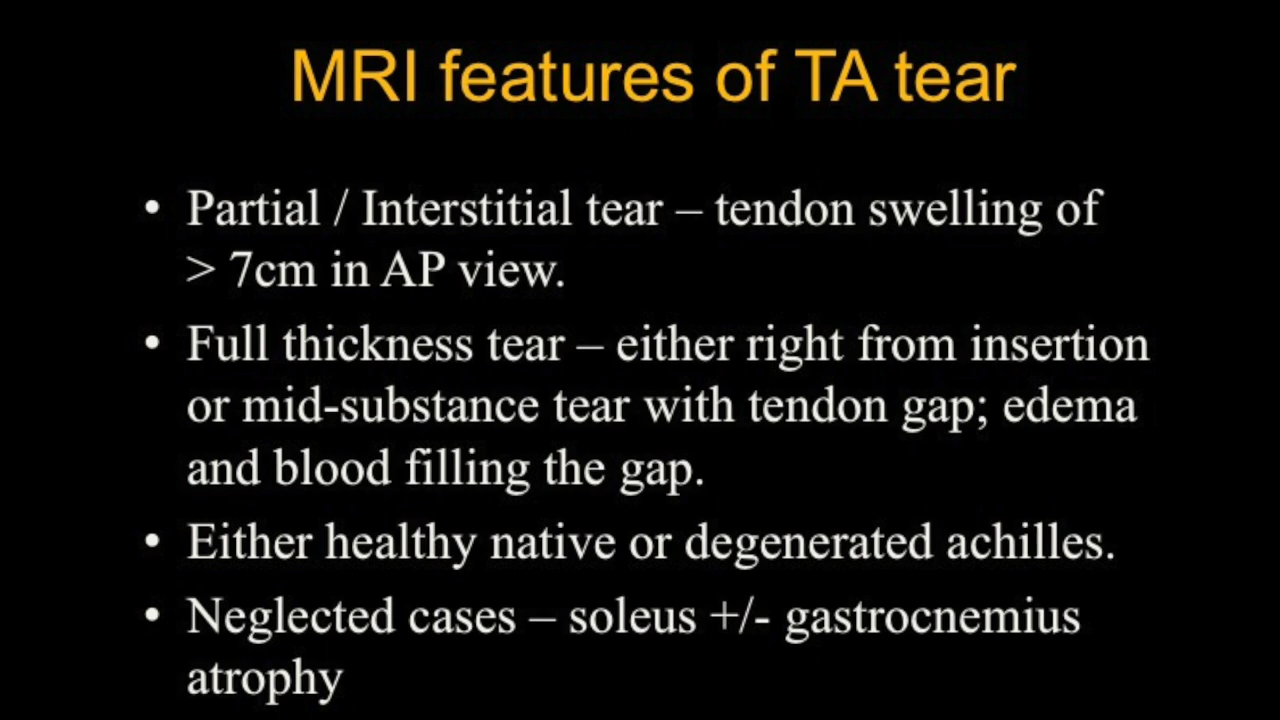 MRI features of TA tear
• Partial / Interstitial tear – tendon swelling of
> 7cm in AP view.
• Full thickness tear – either right from insertion
or mid-substance tear with tendon gap; edema
and blood filling the gap.
• Either healthy native or degenerated achilles.
• Neglected cases – soleus +/- gastrocnemius
atrophy